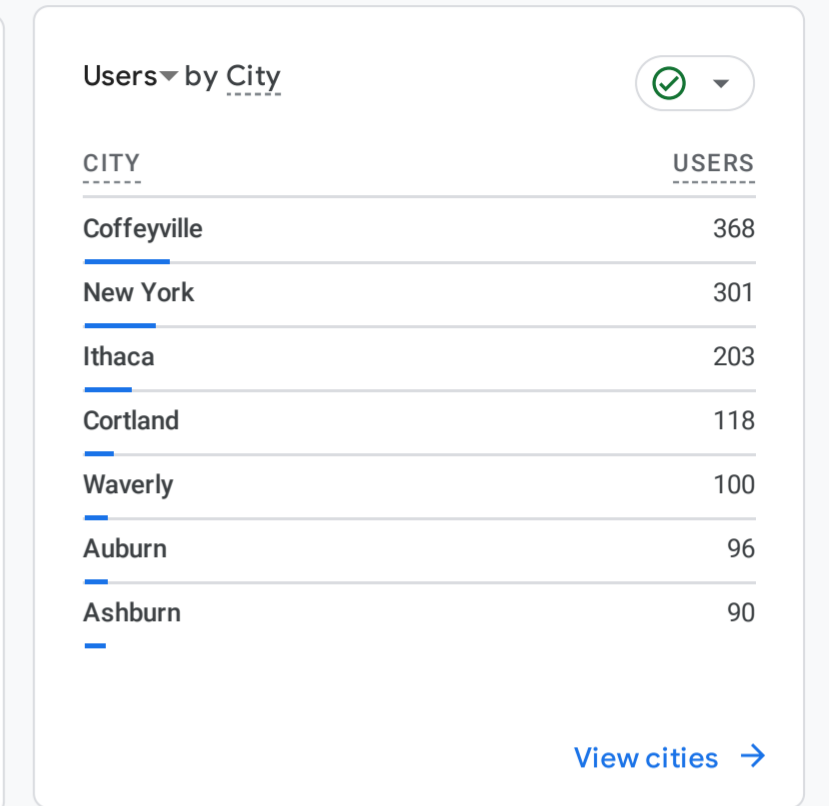 Users by City
CITY USERS
Coffeyville 368
New York 301
Ithaca 203
Cortland 118
Waverly 100
Auburn 96
Ashburn 90
View cities